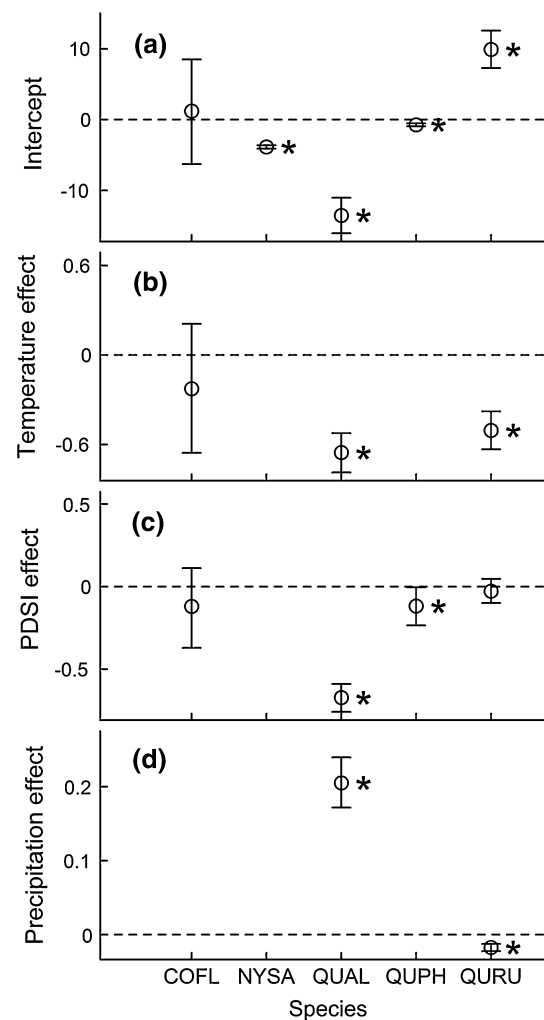 (a)
Intercept
10
0
-10
*
*
*
*
(b)
Temperature effect
0.6
0
-0.6
*
*
(c)
PDSI effect
0.5
0
-0.5
*
*
(d)
Precipitation effect
0.2
0.1
0
*
*
COFL NYSA QUAL QUPH QURU
Species